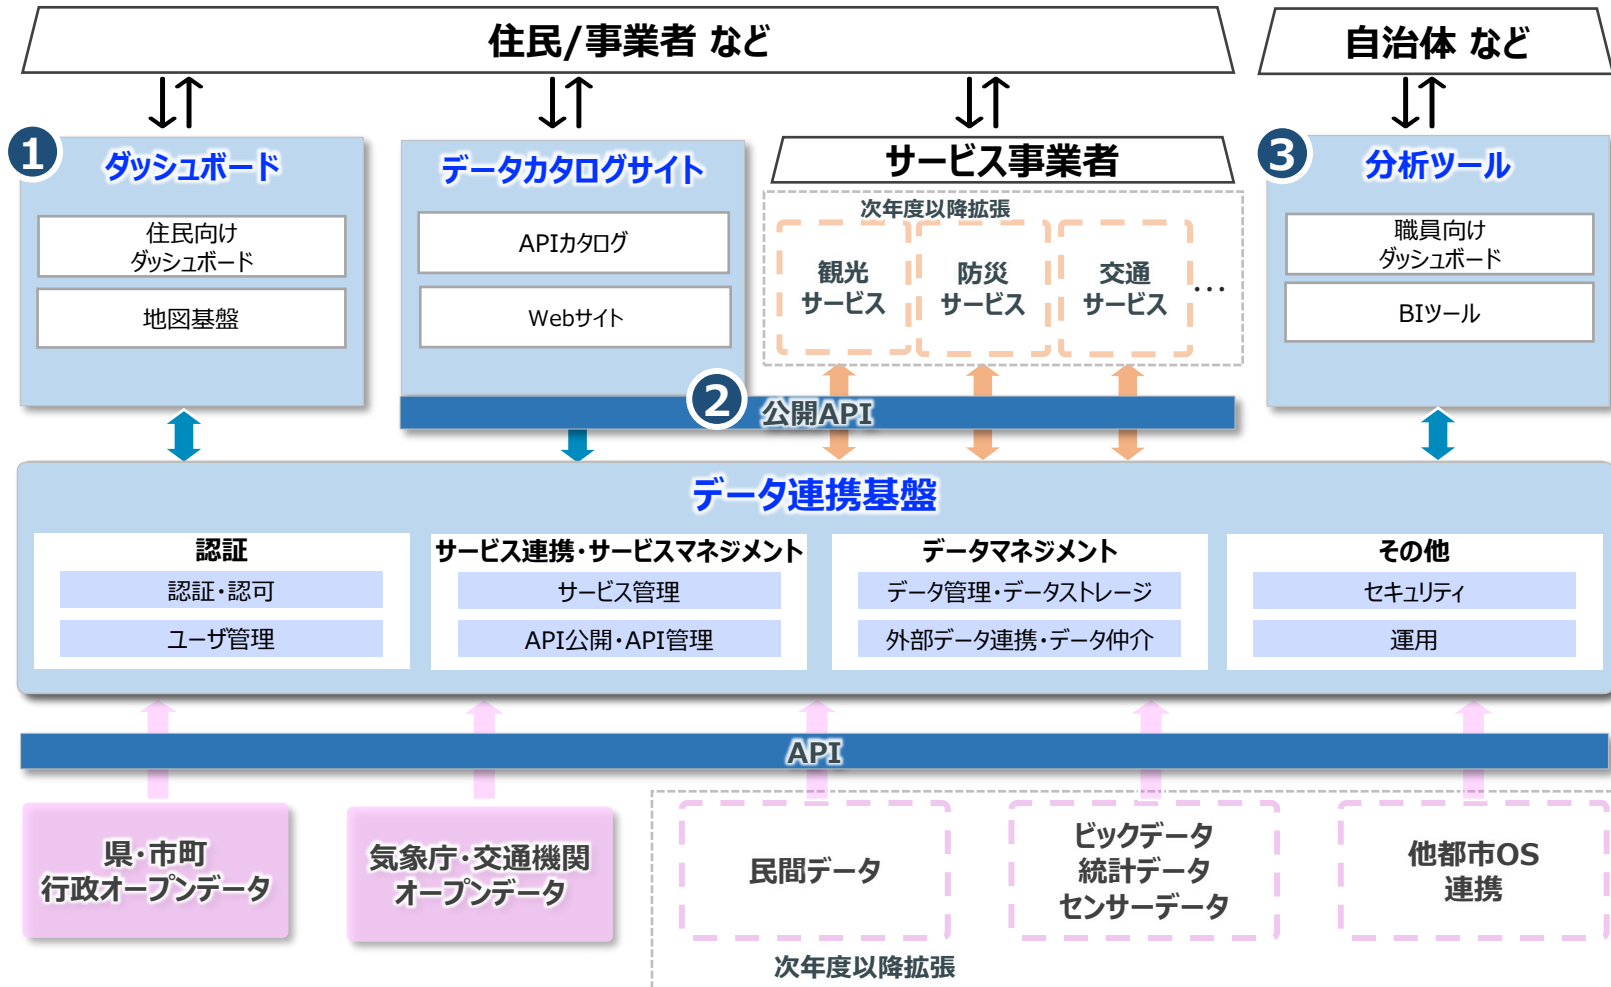 住民/事業者 など
自治体 など
1
ダッシュボード
住民向け
ダッシュボード
地図基盤
データカタログサイト
APIカタログ
Webサイト
サービス事業者
次年度以降拡張
観光
サービス
防災
サービス
交通
サービス
…
3
分析ツール
職員向け
ダッシュボード
BIツール
2
公開API
データ連携基盤
認証
認証・認可
ユーザ管理
サービス連携・サービスマネジメント
サービス管理
API公開・API管理
データマネジメント
データ管理・データストレージ
外部データ連携・データ仲介
その他
セキュリティ
運用
API
県・市町
行政オープンデータ
気象庁・交通機関
オープンデータ
民間データ
ビックデータ
統計データ
センサーデータ
他都市OS
連携
次年度以降拡張